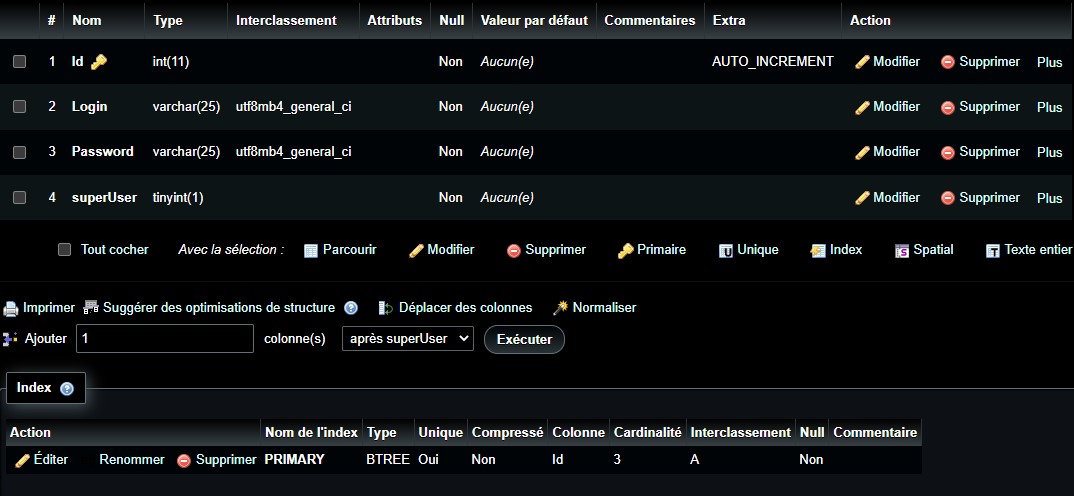 # Nom Type Interclassement Attributs Null Valeur par défaut Commentaires Extra Action
1 Id int(11) Non Aucun(e) AUTO_INCREMENT Modifier Supprimer Plus
2 Login varchar(25) utf8mb4_general_ci Non Aucun(e) Modifier Supprimer Plus
3 Password varchar(25) utf8mb4_general_ci Non Aucun(e) Modifier Supprimer Plus
4 superUser tinyint(1) Non Aucun(e) Modifier Supprimer Plus
Tout cocher Avec la sélection : Parcourir Modifier Supprimer Primaire Unique Index Spatial Texte entier
Imprimer Suggérer des optimisations de structure Déplacer des colonnes Normaliser
Ajouter 1 colonne(s) après superUser Exécuter
Index
Action Nom de l'index Type Unique Compressé Colonne Cardinalité Interclassement Null Commentaire
Éditer Renommer Supprimer PRIMARY BTREE Oui Non Id 3 A Non